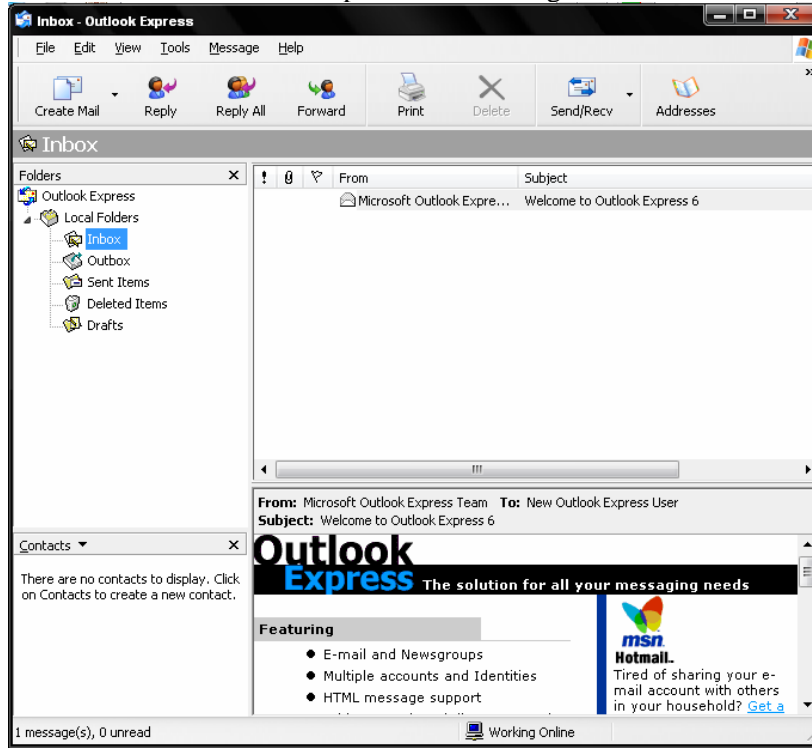 Inbox - Outlook Express
File Edit View Tools Message Help
Create Mail Reply Reply All Forward Print Delete Send/Recv Addresses
Inbox
Folders
Outlook Express
Local Folders
Inbox
Outbox
Sent Items
Deleted Items
Drafts
Contacts
There are no contacts to display. Click
on Contacts to create a new contact.
From Subject
Microsoft Outlook Expre... Welcome to Outlook Express 6
From: Microsoft Outlook Express Team To: New Outlook Express User
Subject: Welcome to Outlook Express 6
Outlook
Express The solution for all your messaging needs
Featuring
E-mail and Newsgroups
Multiple accounts and Identities
HTML message support
msn
Hotmail.
Tired of sharing your e-
mail account with others
in your household? Get a
1 message(s), 0 unread Working Online